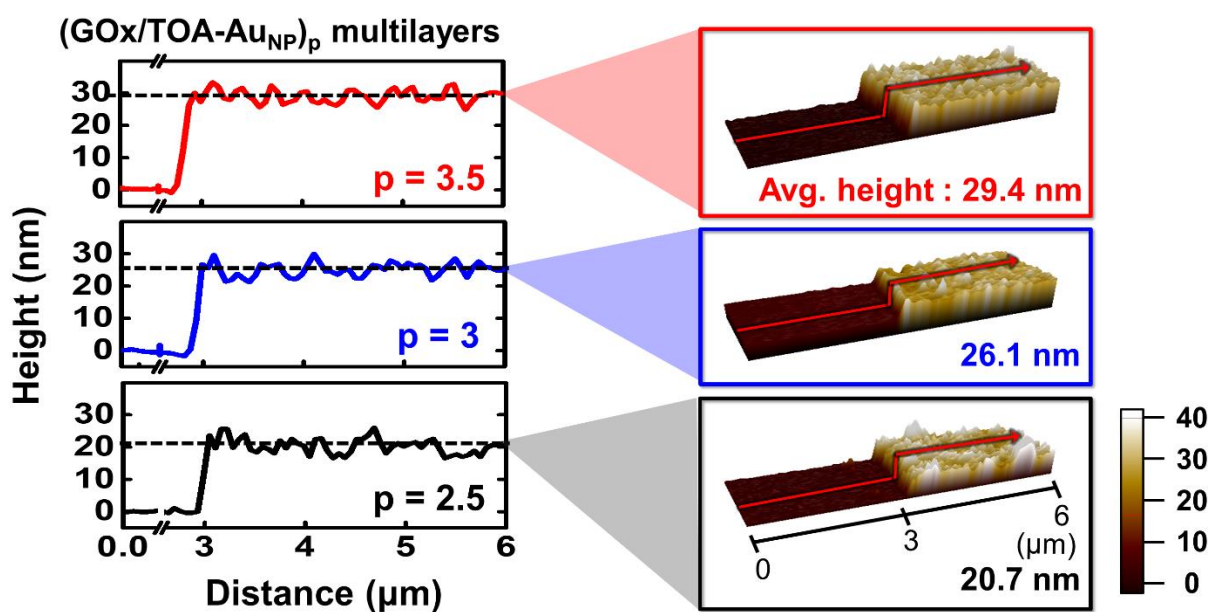 (GOx/TOA-AuNP)p multilayers
Height (nm)
30
20
10
0
p = 3.5
30
20
10
0
p = 3
30
20
10
0
p = 2.5
0.0 3 4 5 6
Distance (µm)
Avg. height : 29.4 nm
26.1 nm
0
3
6
(µm)
20.7 nm
40
30
20
10
0